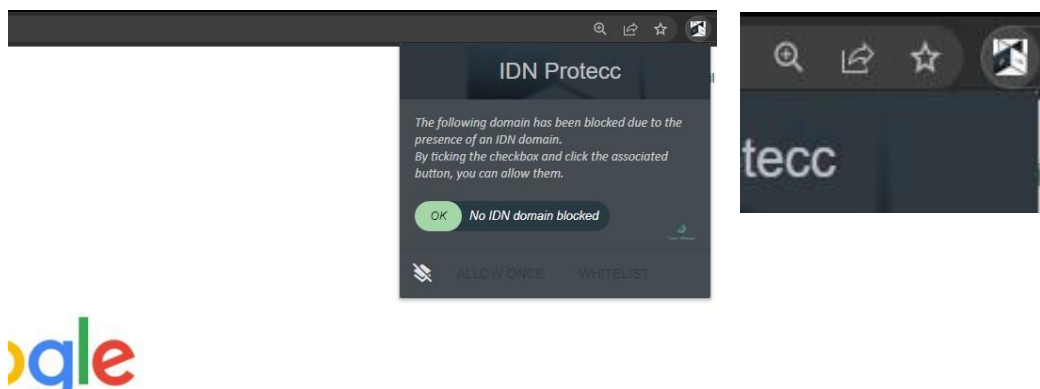 IDN Protecc
The following domain has been blocked due to the
presence of an IDN domain.
By ticking the checkbox and click the associated
button, you can allow them.
OK No IDN domain blocked
ALLOW ONCE WHITELIST
ogle
tecc